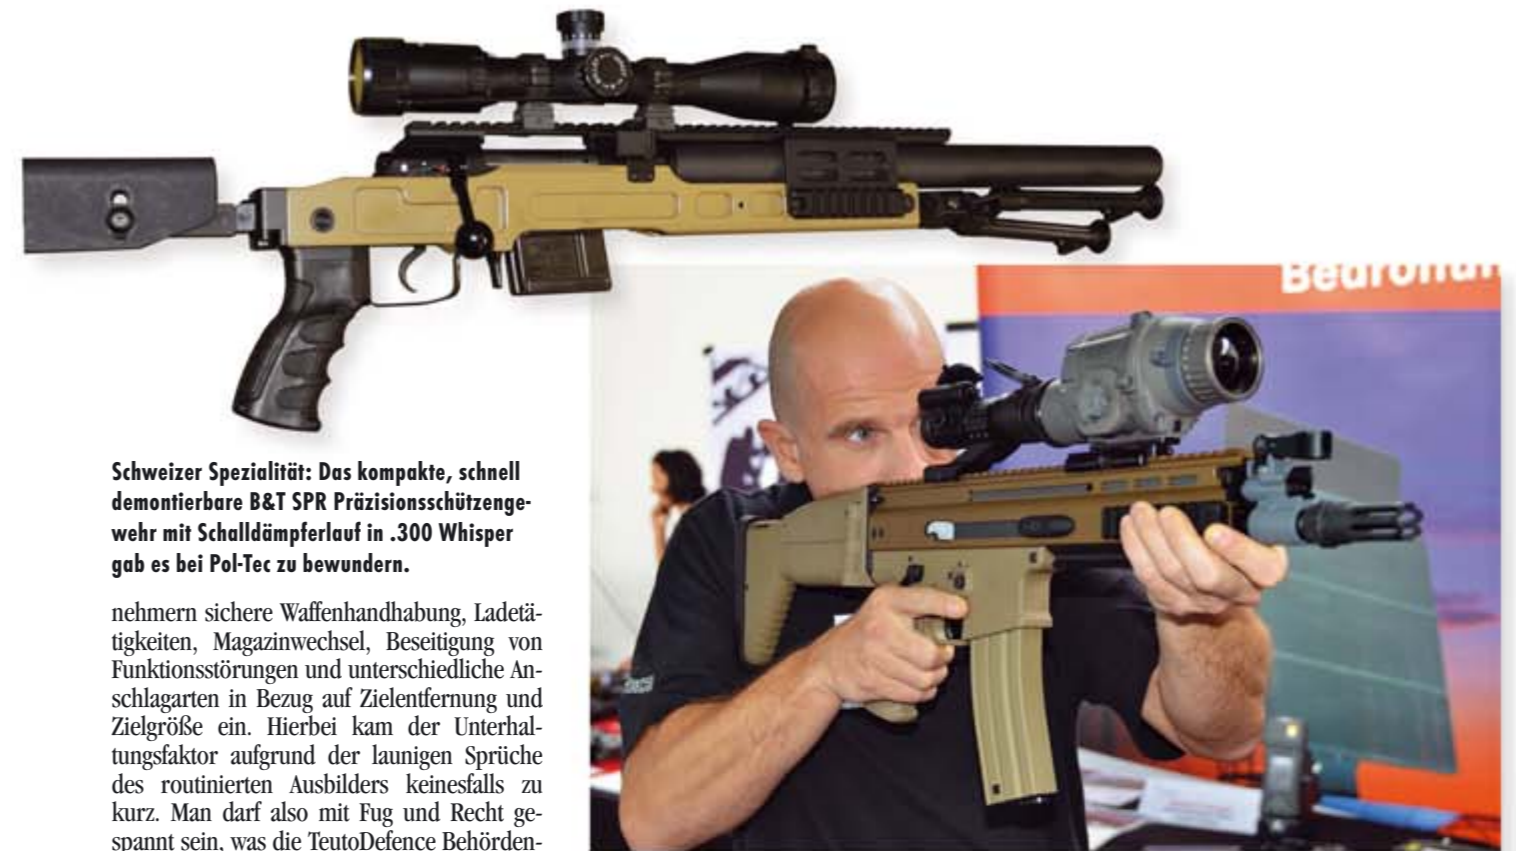 Bedrohun
Schweizer Spezialität: Das kompakte, schnell
demontierbare B&T SPR Präzisionsschützenge-
wehr mit Schalldämpferlauf in .300 Whisper
gab es bei Pol-Tec zu bewundern.
nehmern sichere Waffenhandhabung, Ladetä-
tigkeiten, Magazinwechsel, Beseitigung von
Funktionsstörungen und unterschiedliche An-
schlagarten in Bezug auf Zielentfernung und
Zielgröße ein. Hierbei kam der Unterhal-
tungsfaktor aufgrund der launigen Sprüche
des routinierten Ausbilders keinesfalls zu
kurz. Man darf also mit Fug und Recht ge-
spannt sein, was die TeutoDefence Behörden-